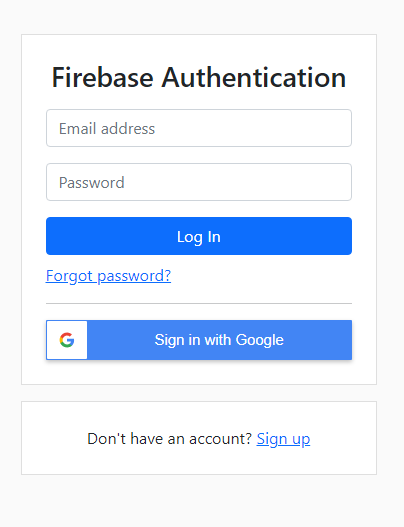 Firebase Authentication
Email address
Password
Log In
Forgot password?
Sign in with Google
Don't have an account? Sign up